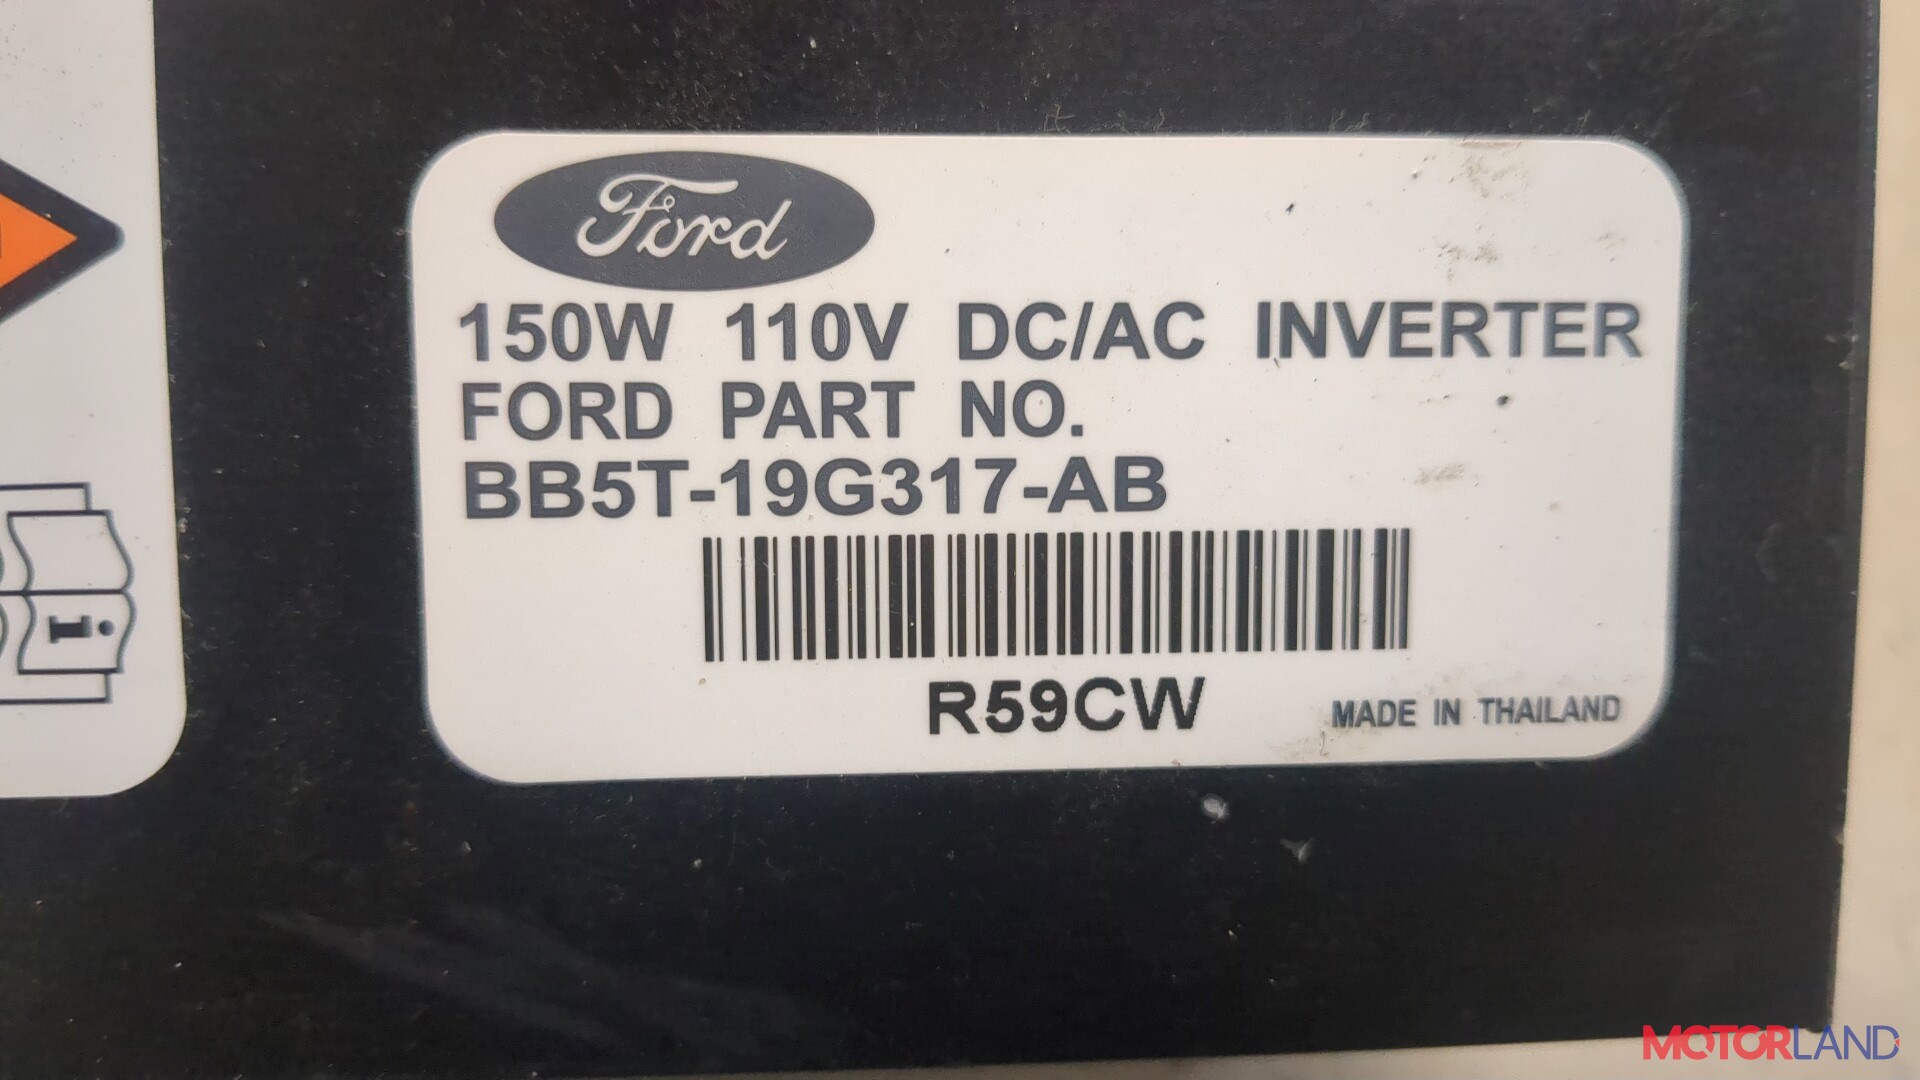 Ford
150W 110V DC/AC INVERTER
FORD PART NO.
BB5T-19G317-AB
R59CW
MADE IN THAILAND
i
MOTORLAND